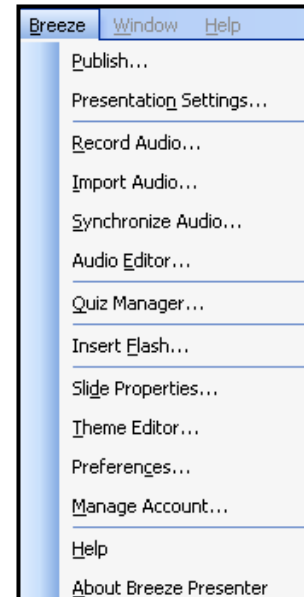 Breeze Window Help
Publish...
Presentation Settings...
Record Audio...
Import Audio...
Synchronize Audio...
Audio Editor...
Quiz Manager...
Insert Flash...
Slide Properties...
Theme Editor...
Preferences...
Manage Account...
Help
About Breeze Presenter